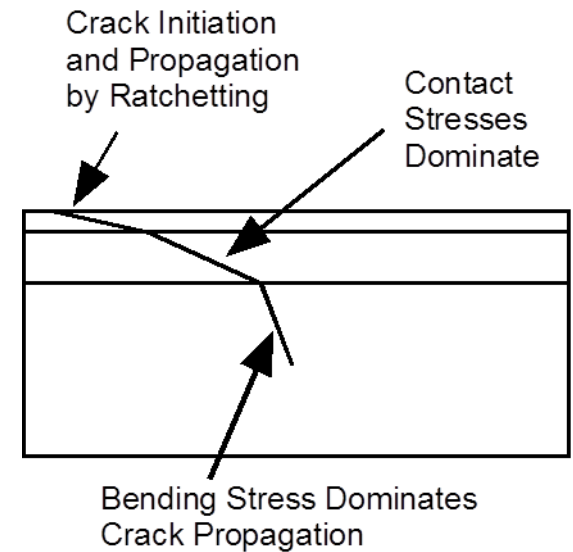 Crack Initiation
and Propagation
by Ratchetting
Contact
Stresses
Dominate
Bending Stress Dominates
Crack Propagation